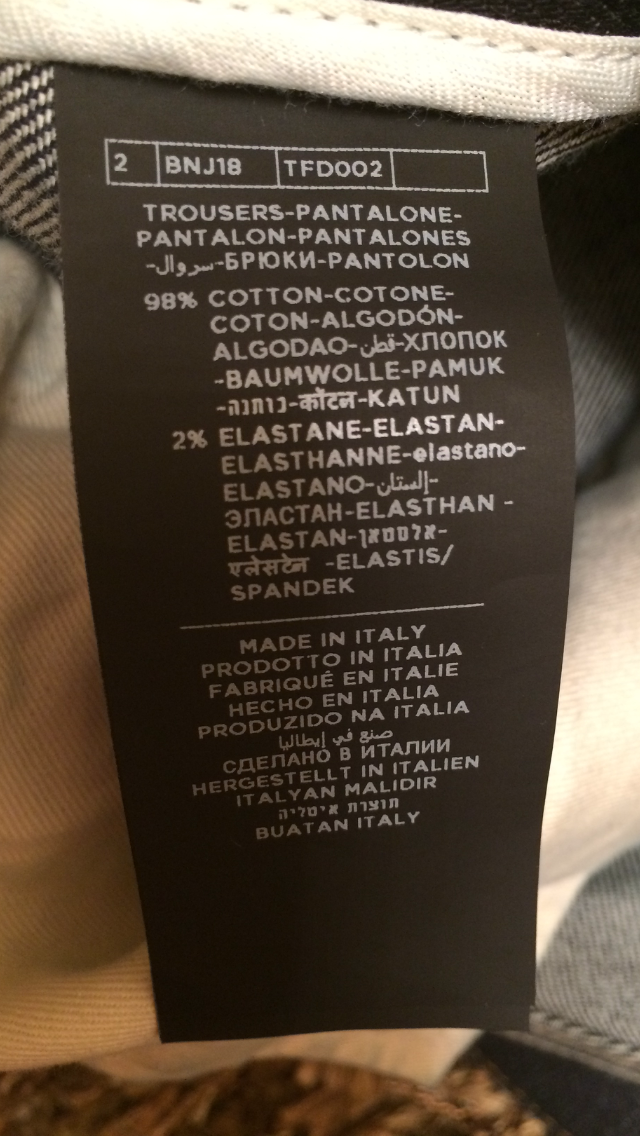 2 BNJ18 TFD002
TROUSERS-PANTALONE-
PANTALON-PANTALONES
-سروال-БРЮКИ-PANTOLON
98% COTTON-COTONE-
COTON-ALGODÓN-
ALGODAO-قطن-ХЛОПОК
-BAUMWOLLE-PAMUK
-כותנה-कॉटन-KATUN
2% ELASTANE-ELASTAN-
ELASTHANNE-elastano-
ELASTANO-إلستان-
ЭЛАСТАН-ELASTHAN -
ELASTAN-אלסטאן-
एलेसटेन -ELASTIS/
SPANDEK
MADE IN ITALY
PRODOTTO IN ITALIA
FABRIQUÉ EN ITALIE
HECHO EN ITALIA
PRODUZIDO NA ITALIA
صنع في إيطاليا
СДЕЛАНО В ИТАЛИИ
HERGESTELLT IN ITALIEN
ITALYAN MALIDIR
תוצרת איטליה
BUATAN ITALY